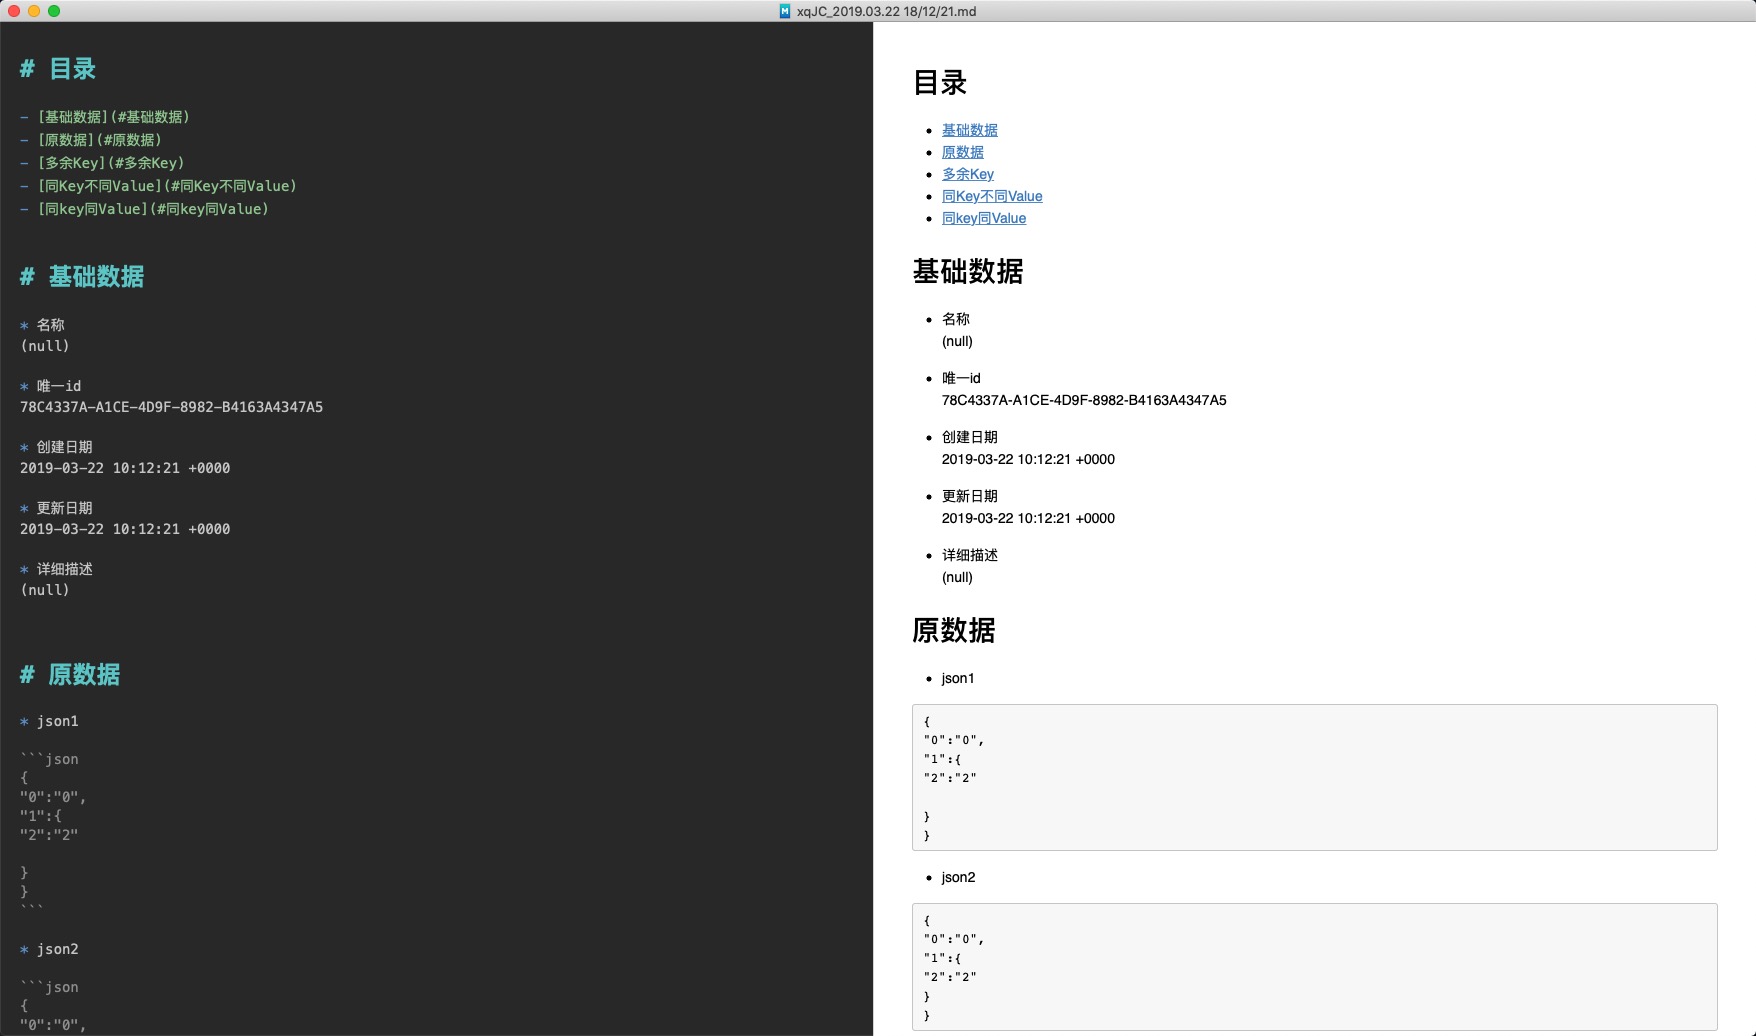 xqJC_2019.03.22 18/12/21.md
# 目录
- [基础数据](#基础数据)
- [原数据](#原数据)
- [多余Key](#多余Key)
- [同Key不同Value](#同Key不同Value)
- [同key同Value](#同key同Value)
# 基础数据
* 名称
(null)
* 唯一id
78C4337A-A1CE-4D9F-8982-B4163A4347A5
* 创建日期
2019-03-22 10:12:21 +0000
* 更新日期
2019-03-22 10:12:21 +0000
* 详细描述
(null)
# 原数据
* json1
```json
{
"0":"0",
"1":{
"2":"2"
}
}
```
* json2
```json
{
"0":"0",
目录
• 基础数据
• 原数据
• 多余Key
• 同Key不同Value
• 同key同Value
基础数据
• 名称
(null)
• 唯一id
78C4337A-A1CE-4D9F-8982-B4163A4347A5
• 创建日期
2019-03-22 10:12:21 +0000
• 更新日期
2019-03-22 10:12:21 +0000
• 详细描述
(null)
原数据
• json1
{
"0":"0",
"1":{
"2":"2"
}
}
• json2
{
"0":"0",
"1":{
"2":"2"
}
}